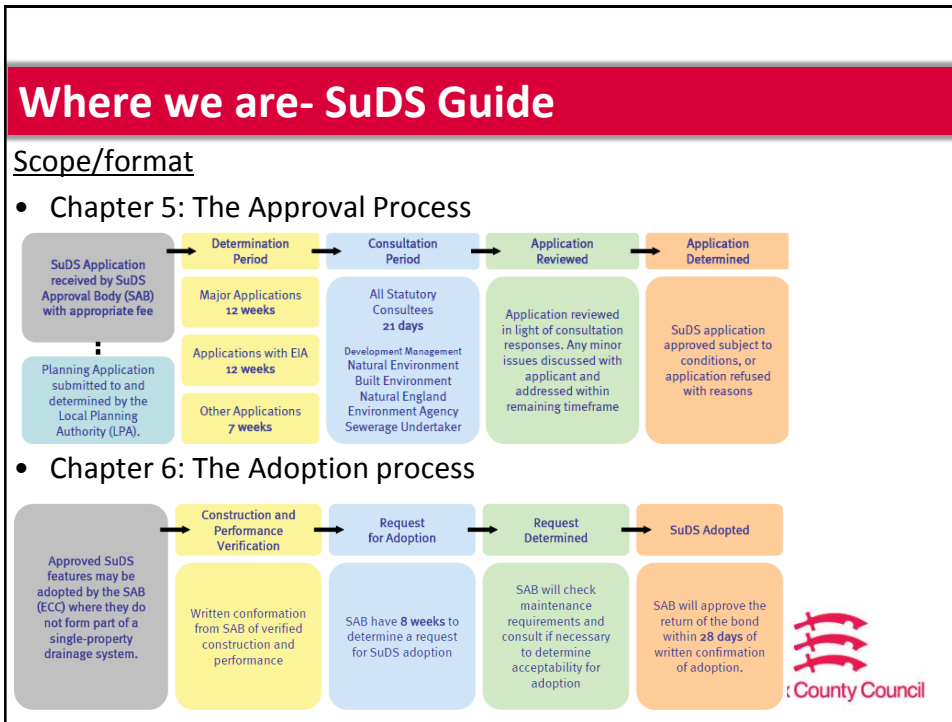 Where we are- SuDS Guide
Scope/format
• Chapter 5: The Approval Process
SuDS Application
received by SuDS
Approval Body (SAB)
with appropriate fee
Planning Application
submitted to and
determined by the
Local Planning
Authority (LPA).
Determination
Period
Major Applications
12 weeks
Applications with EIA
12 weeks
Other Applications
7 weeks
Consultation
Period
All Statutory
Consultees
21 days
Development Management
Natural Environment
Built Environment
Natural England
Environment Agency
Sewerage Undertaker
Application
Reviewed
Application reviewed
in light of consultation
responses. Any minor
issues discussed with
applicant and
addressed within
remaining timeframe
Application
Determined
SuDS application
approved subject to
conditions, or
application refused
with reasons
• Chapter 6: The Adoption process
Approved SuDS
features may be
adopted by the SAB
(ECC) where they do
not form part of a
single-property
drainage system.
Construction and
Performance
Verification
Written conformation
from SAB of verified
construction and
performance
Request
for Adoption
SAB have 8 weeks to
determine a request
for SuDS adoption
Request
Determined
SAB will check
maintenance
requirements and
consult if necessary
to determine
acceptability for
adoption
SuDS Adopted
SAB will approve the
return of the bond
within 28 days of
written confirmation
of adoption.
County Council